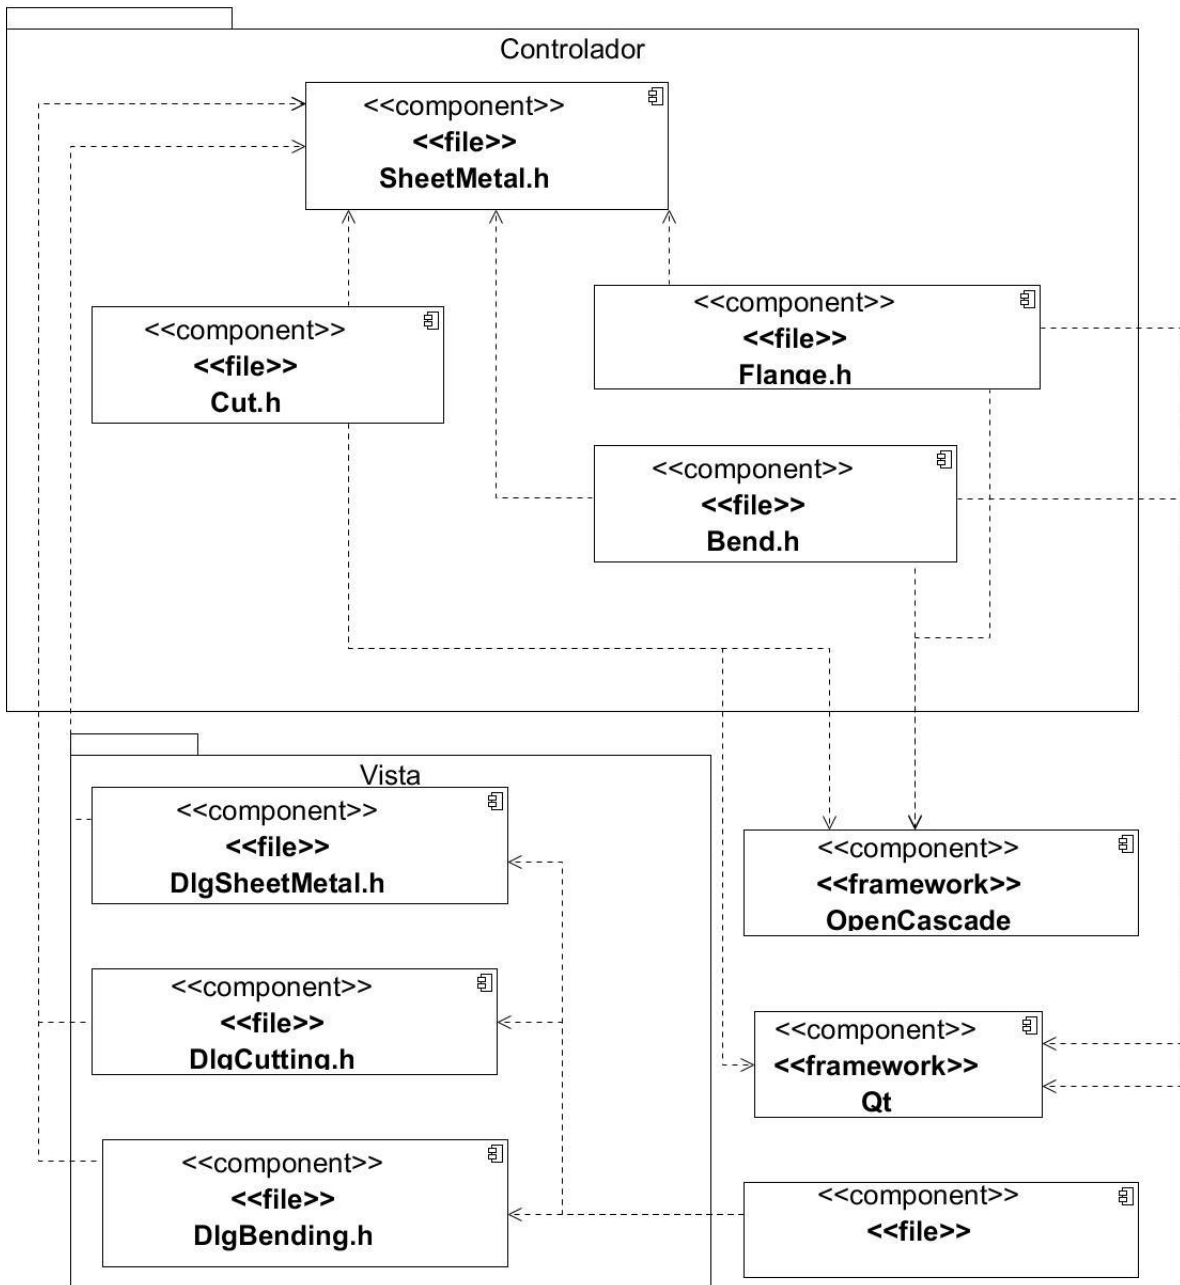 Controlador
<<component>>
<<file>>
SheetMetal.h
<<component>>
<<file>>
Cut.h
<<component>>
<<file>>
Flange.h
<<component>>
<<file>>
Bend.h
Vista
<<component>>
<<file>>
DlgSheetMetal.h
<<component>>
<<file>>
DlgCutting.h
<<component>>
<<file>>
DlgBending.h
<<component>>
<<framework>>
OpenCascade
<<component>>
<<framework>>
Qt
<<component>>
<<file>>